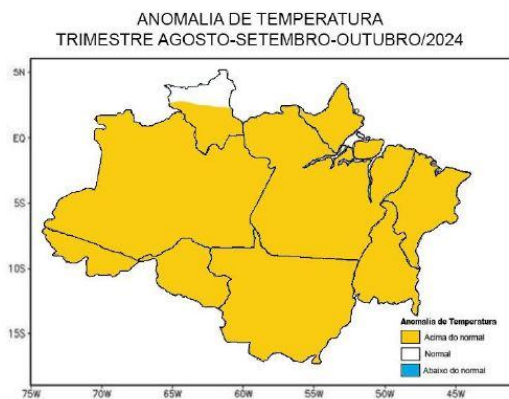 ANOMALIA DE TEMPERATURA
TRIMESTRE AGOSTO-SETEMBRO-OUTUBRO/2024
5N
EQ
5S
10S
15S
Anomalia de Temperatura
Acima do normal
Normal
Abaixo do normal
75W 70W 65W 60W 55W 50W 45W